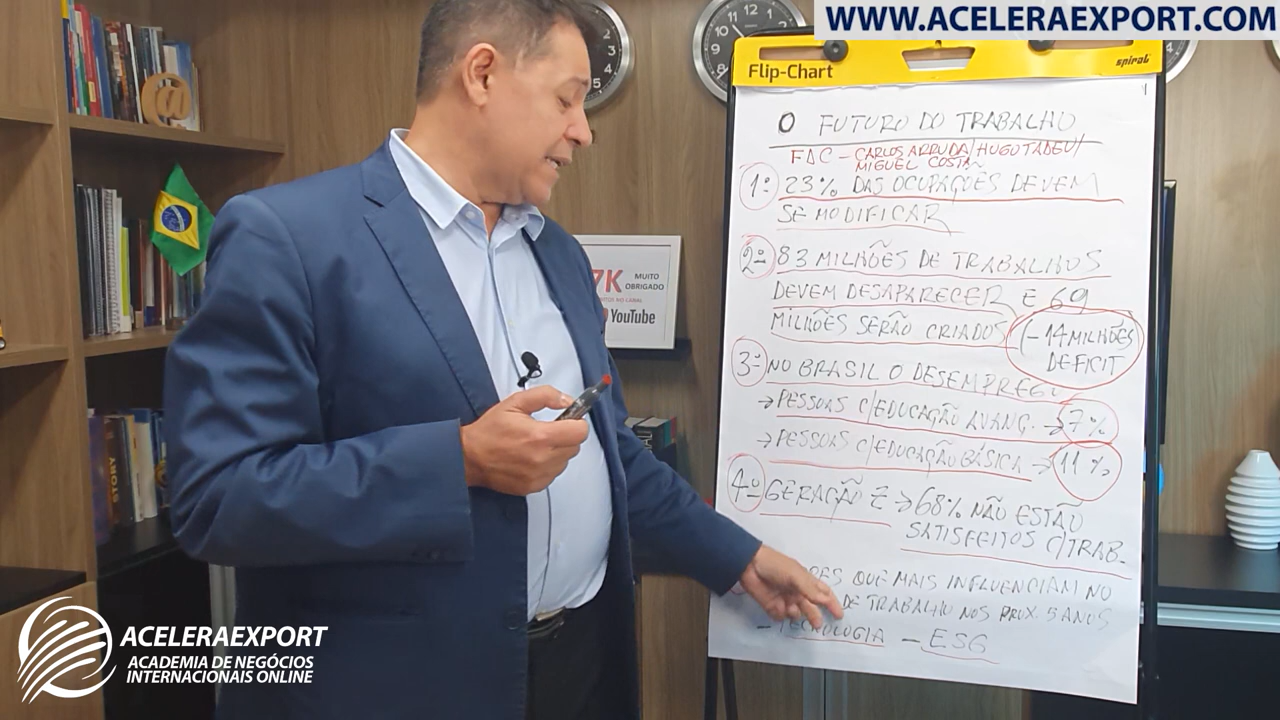 WWW.ACELERAEXPORT.COM
Flip-Chart
spiral
O FUTURO DO TRABALHO
FDC - CARLOS ARRUDA/HUGO TADEU/
MIGUEL COSTA
1º 23% DAS OCUPAÇÕES DEVEM
SE MODIFICAR
2º 83 MILHÕES DE TRABALHOS
DEVEM DESAPARECER E 69
MILHÕES SERÃO CRIADOS (- 14 MILHÕES
DEFICIT
3º NO BRASIL O DESEMPREGO
→ PESSOAS C/EDUCAÇÃO AVANÇ. → 7%
→ PESSOAS C/EDUCAÇÃO BÁSICA → 11%
4º GERAÇÃO Z → 68% NÃO ESTÃO
SATISFEITOS C/TRAB.
QUE MAIS INFLUENCIAM NO
DE TRABALHO NOS PROX. 5 ANOS
- TECNOLOGIA - ESG
7K MUITO
OBRIGADO
NO CANAL
YouTube
STORY
ACELERAEXPORT
ACADEMIA DE NEGÓCIOS
INTERNACIONAIS ONLINE